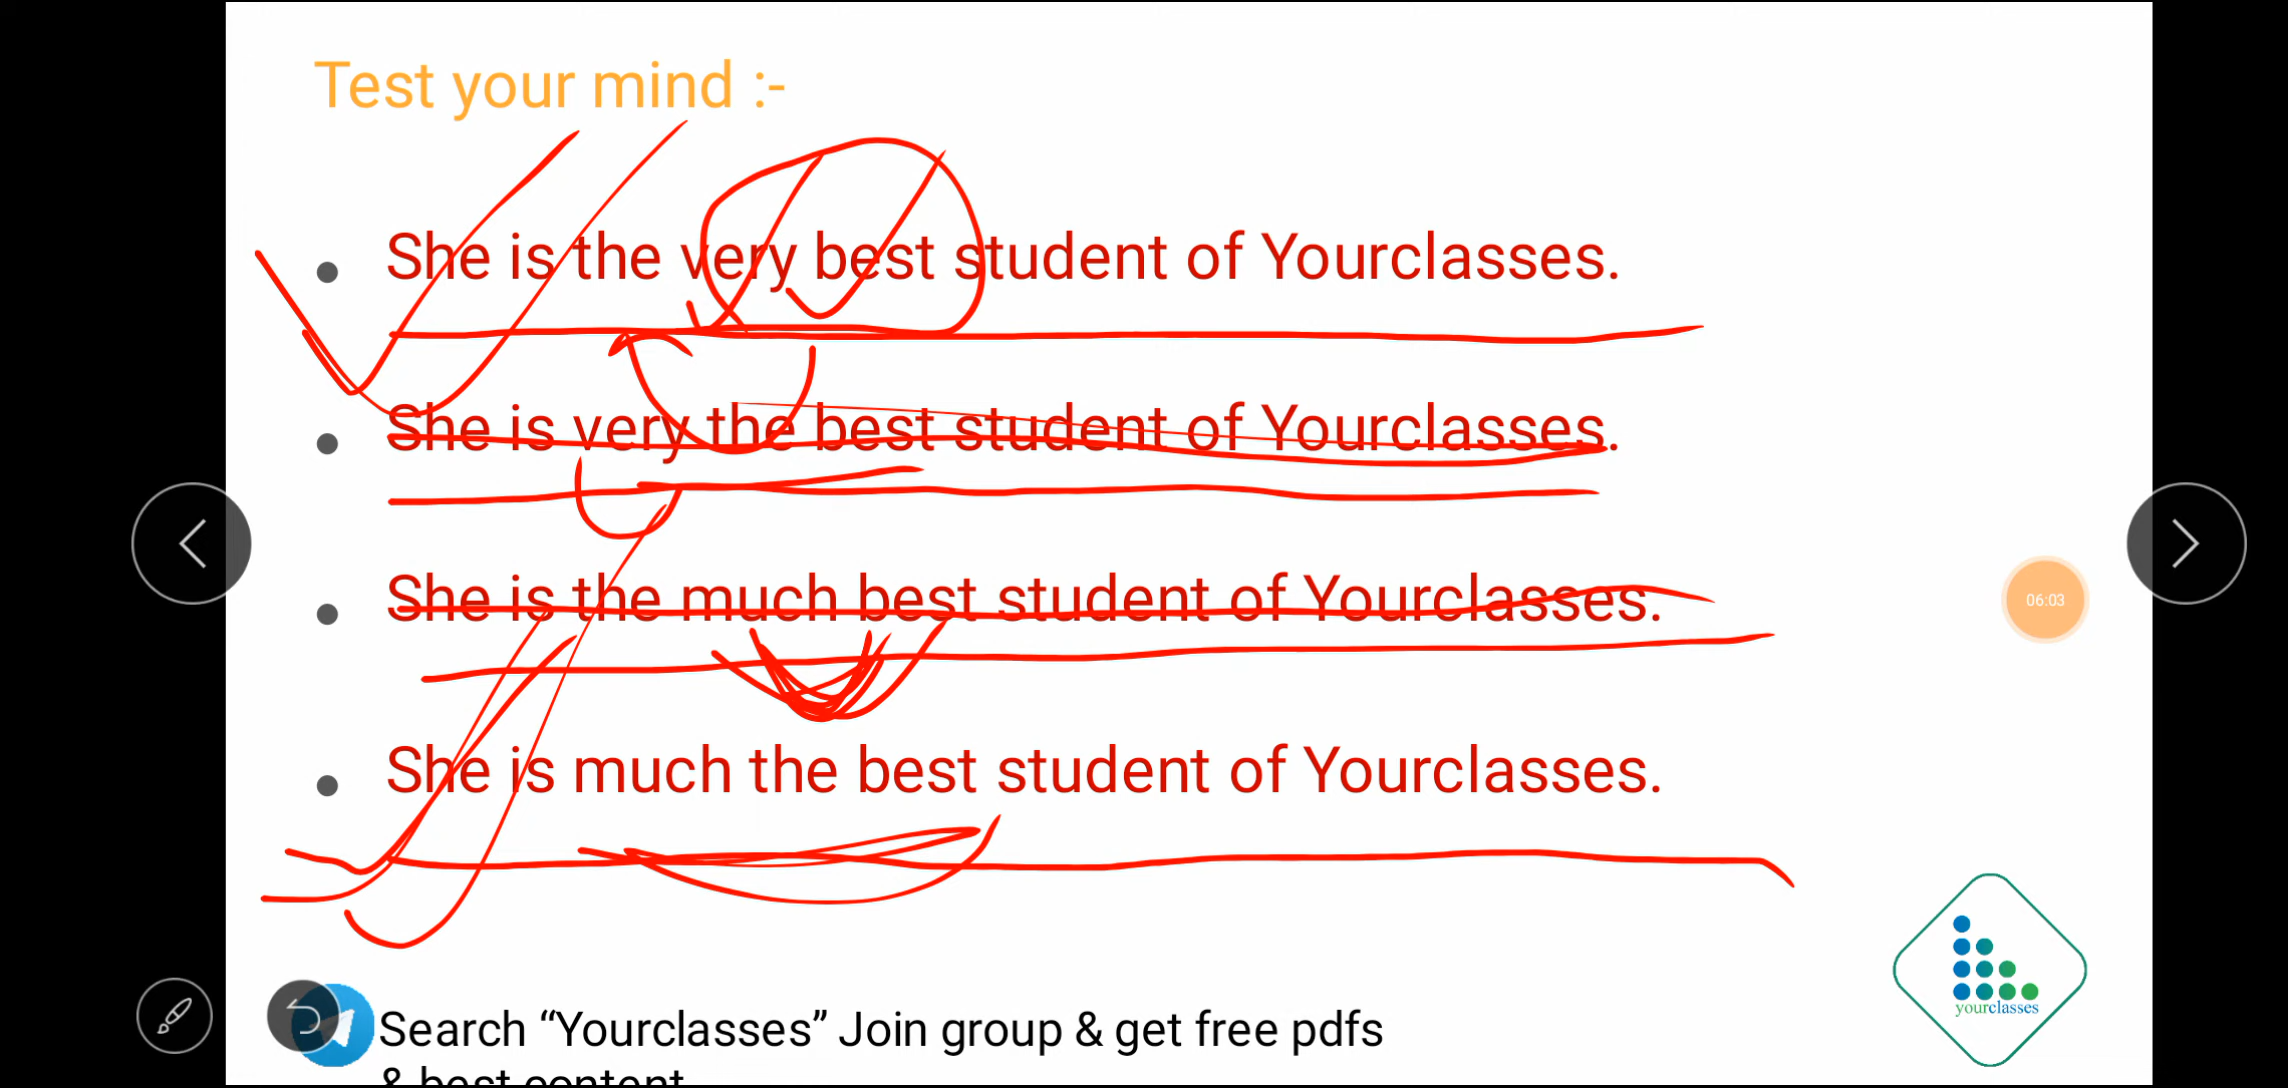 Test your mind :-
She is the very best student of Yourclasses.
She is very the best student of Yourclasses.
She is the much best student of Yourclasses.
06:03
She is much the best student of Yourclasses.
yourclasses
Search “Yourclasses” Join group & get free pdfs
& best content